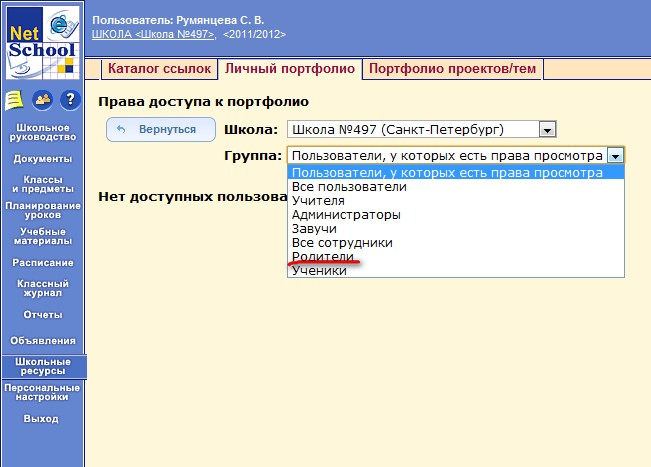 Net
School
Пользователь: Румянцева С. В.
ШКОЛА <Школа №497>, <2011/2012>
Каталог ссылок
Личный портфолио
Портфолио проектов/тем
Школьное
руководство
Документы
Классы
и предметы
Планирование
уроков
Учебные
материалы
Расписание
Классный
журнал
Отчеты
Объявления
Школьные
ресурсы
Персональные
настройки
Выход
Права доступа к портфолио
Вернуться
Школа: Школа №497 (Санкт-Петербург)
Группа: Пользователи, у которых есть права просмотра
Пользователи, у которых есть права просмотра
Все пользователи
Учителя
Администраторы
Завучи
Все сотрудники
Родители
Ученики
Нет доступных пользова